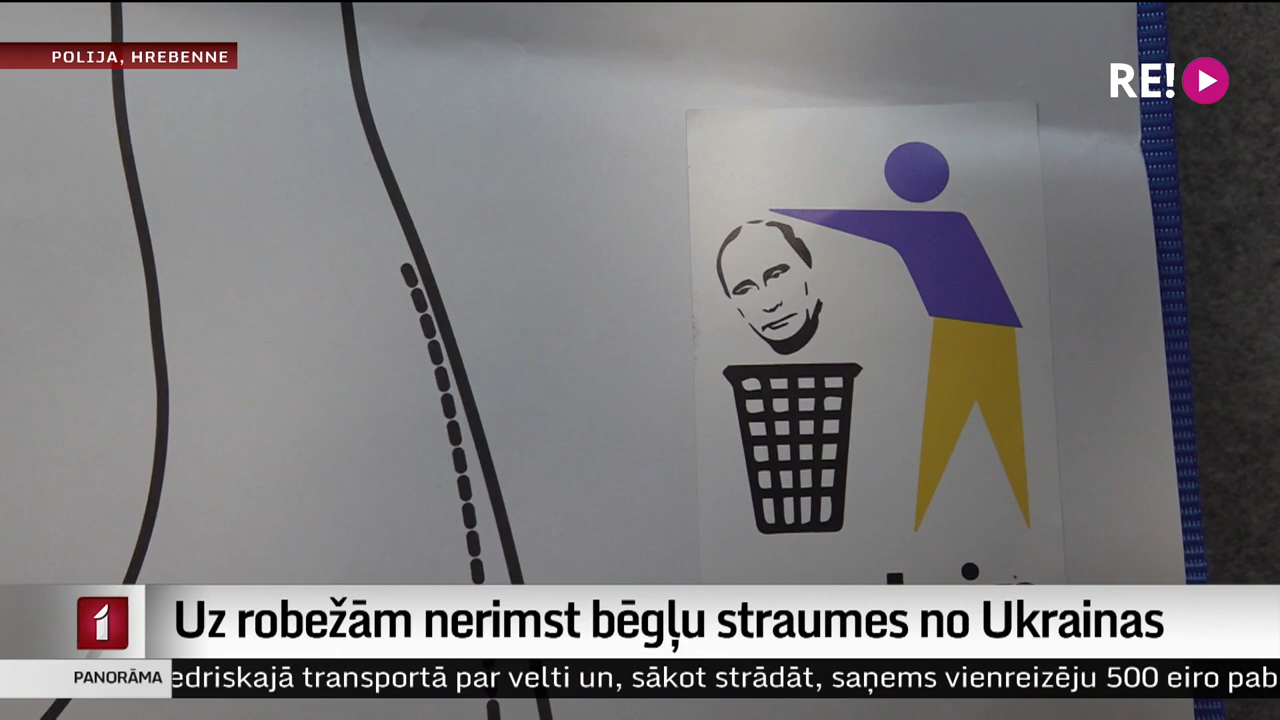 POLIJA, HREBENNE
RE!
1
Uz robežām nerimst bēgļu straumes no Ukrainas
PANORĀMA
edriskajā transportā par velti un, sākot strādāt, saņems vienreizēju 500 eiro pab